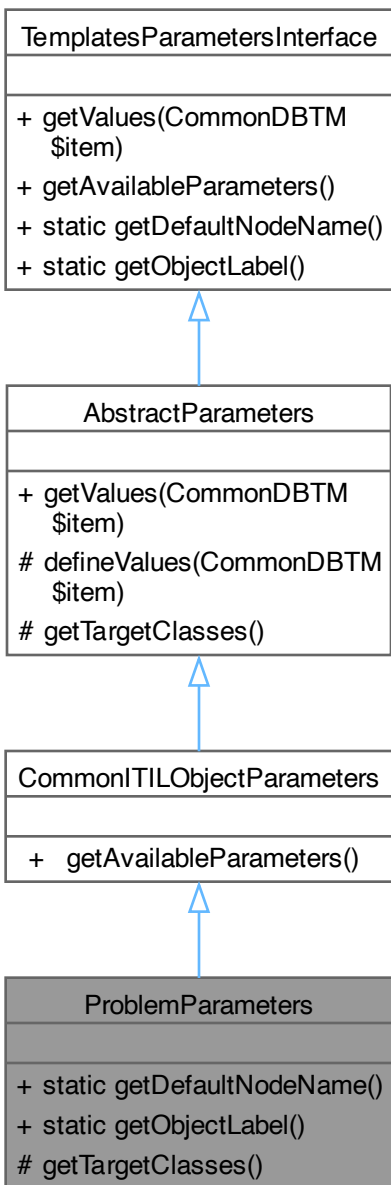 TemplatesParametersInterface
+ getValues(CommonDBTM
$item)
+ getAvailableParameters()
+ static getDefaultNodeName()
+ static getObjectLabel()
AbstractParameters
+ getValues(CommonDBTM
$item)
# defineValues(CommonDBTM
$item)
# getTargetClasses()
CommonITILObjectParameters
+ getAvailableParameters()
ProblemParameters
+ static getDefaultNodeName()
+ static getObjectLabel()
# getTargetClasses()